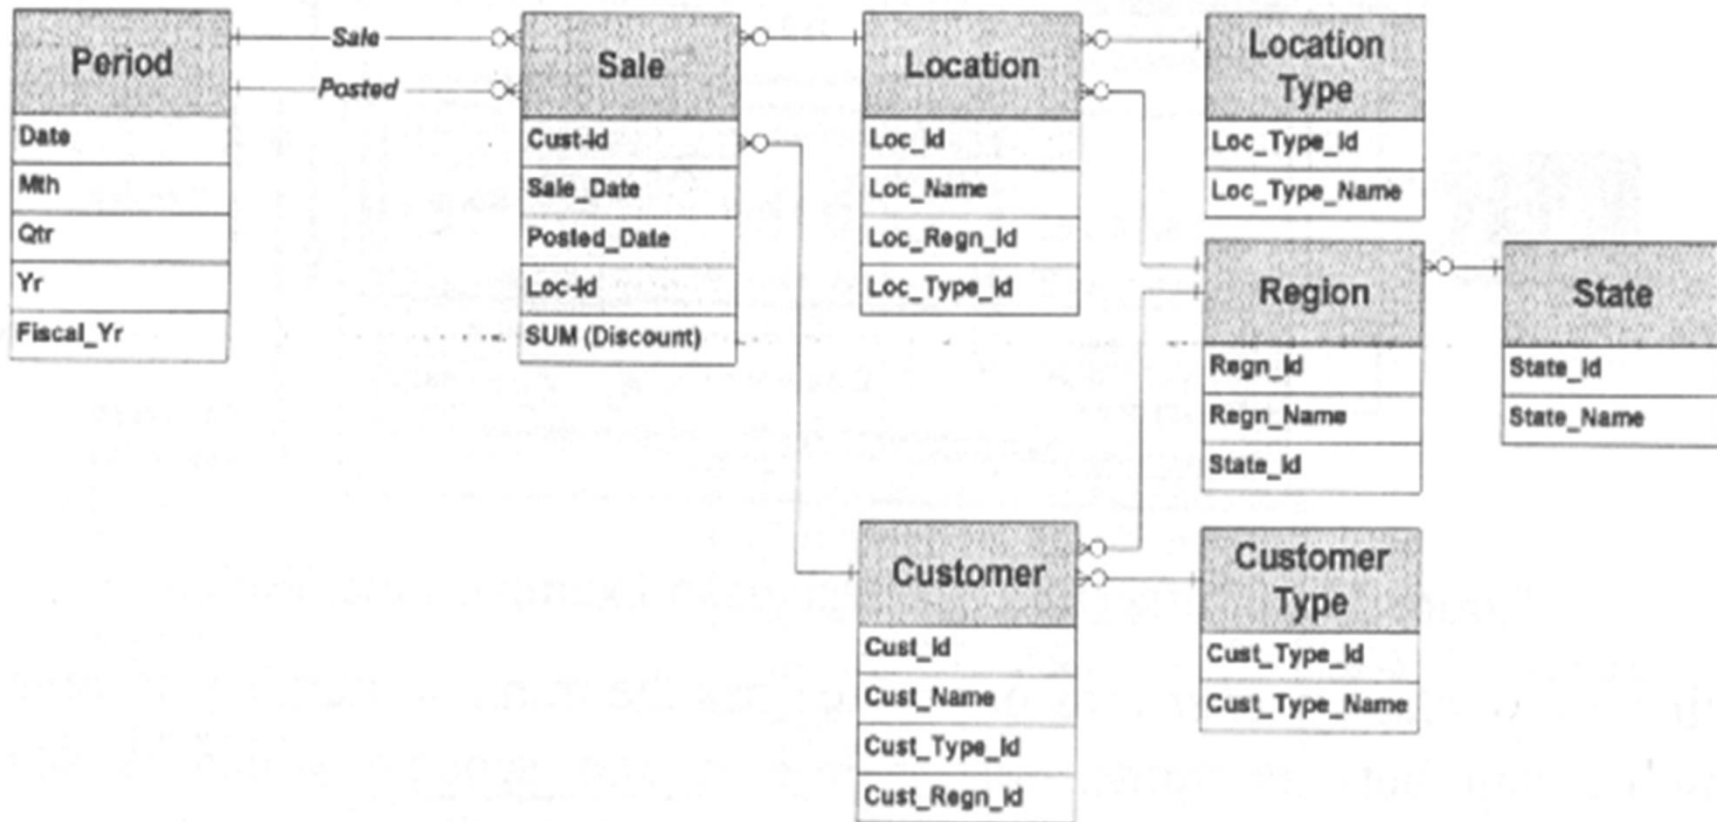 Period
Date
Mth
Qtr
Yr
Fiscal_Yr
Sale
Posted
Sale
Cust-Id
Sale_Date
Posted_Date
Loc-Id
SUM (Discount)
Location
Loc_Id
Loc_Name
Loc_Regn_Id
Loc_Type_Id
Location
Type
Loc_Type_Id
Loc_Type_Name
Region
Regn_Id
Regn_Name
State_Id
State
State_Id
State_Name
Customer
Cust_Id
Cust_Name
Cust_Type_Id
Cust_Regn_Id
Customer
Type
Cust_Type_Id
Cust_Type_Name